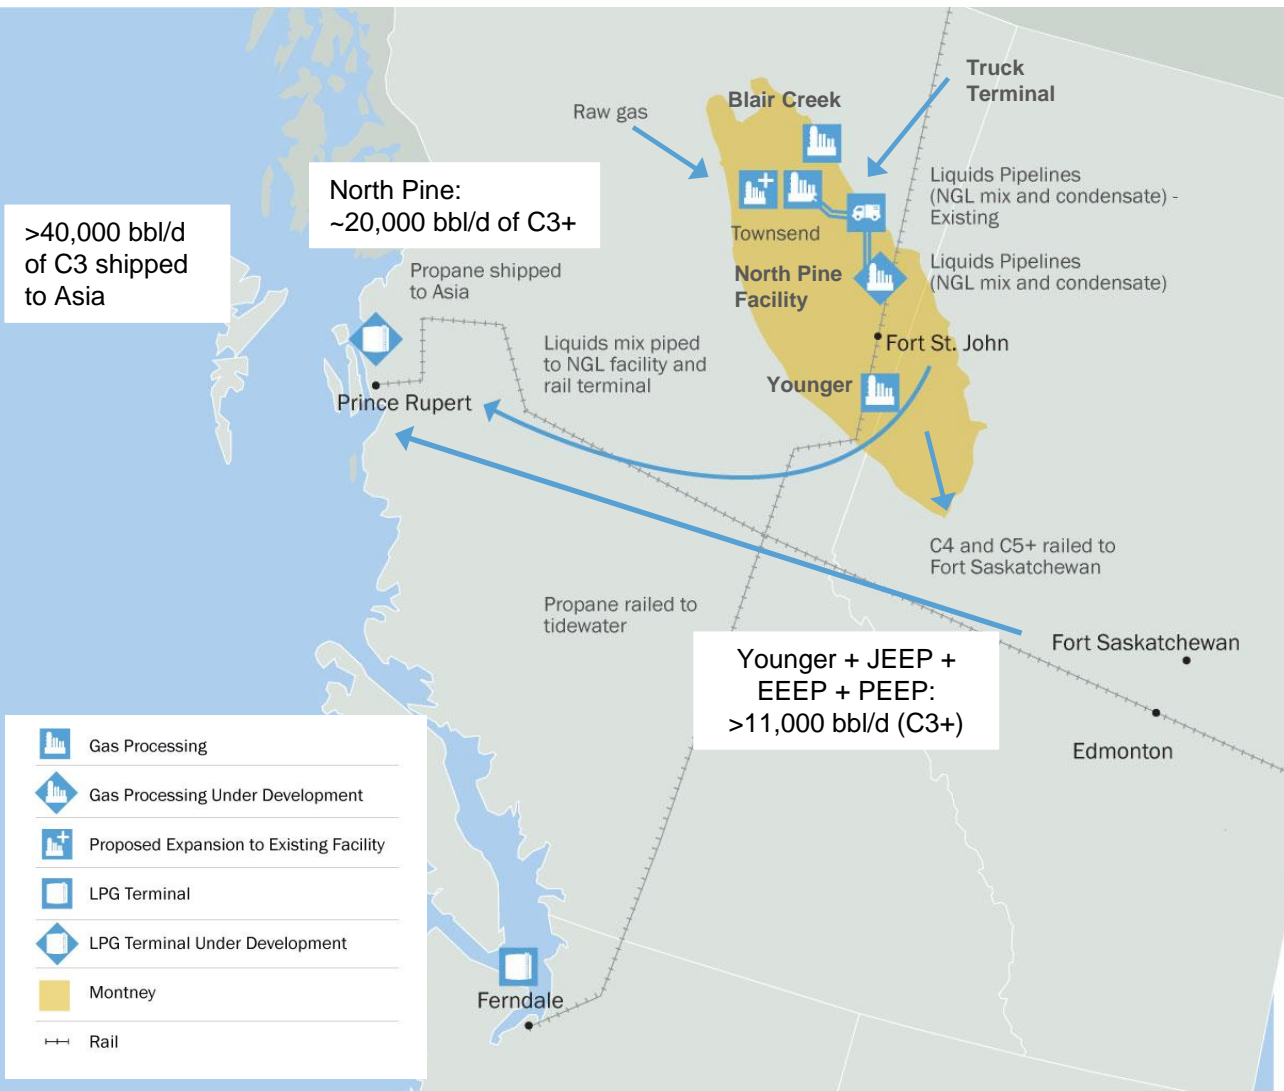 Truck
Terminal
Blair Creek
Raw gas
North Pine:
~20,000 bbl/d of C3+
Liquids Pipelines
(NGL mix and condensate) -
Existing
>40,000 bbl/d
of C3 shipped
to Asia
Townsend
Propane shipped
to Asia
North Pine
Facility
Liquids Pipelines
(NGL mix and condensate)
Liquids mix piped
to NGL facility and
rail terminal
Fort St. John
Younger
Prince Rupert
C4 and C5+ railed to
Fort Saskatchewan
Propane railed to
tidewater
Younger + JEEP +
EEEP + PEEP:
>11,000 bbl/d (C3+)
Fort Saskatchewan
Edmonton
Gas Processing
Gas Processing Under Development
Proposed Expansion to Existing Facility
LPG Terminal
LPG Terminal Under Development
Montney
Rail
Ferndale